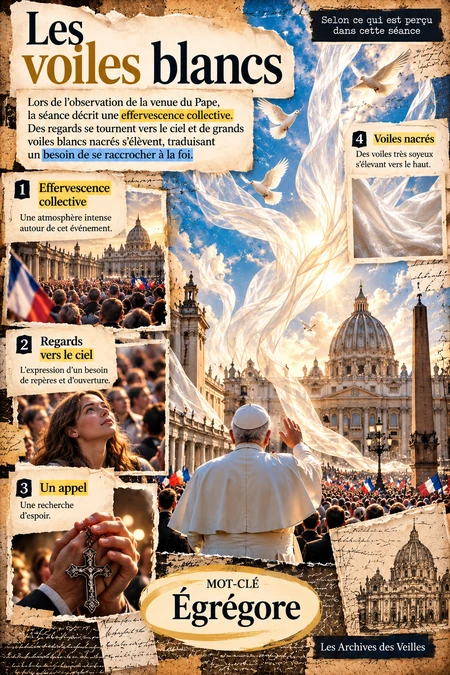 Les
voiles blancs
Selon ce qui est perçu
dans cette séance
Lors de l'observation de la venue du Pape,
la séance décrit une effervescence collective.
Des regards se tournent vers le ciel et de grands
voiles blancs nacrés s'élèvent, traduisant
un besoin de se raccrocher à la foi.
1 Effervescence
collective
Une atmosphère intense
autour de cet événement.
2 Regards
vers le ciel
L'expression d'un besoin
de repères et d'ouverture.
3 Un appel
Une recherche
d'espoir.
4 Voiles nacrés
Des voiles très soyeux
s'élevant vers le haut.
MOT-CLÉ
Égrégore
Les Archives des Veilles